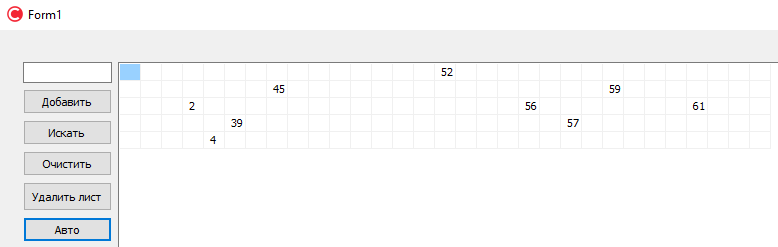 Form1
52
Добавить
45 59
2 56 61
Искать
39 57
4
Очистить
Удалить лист
Авто